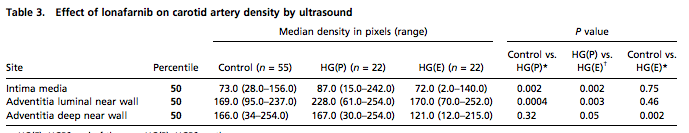 Table 3. Effect of lonafarnib on carotid artery density by ultrasound
Median density in pixels (range) P value
Control vs. HG(P) vs. Control vs.
Site Percentile Control (n = 55) HG(P) (n = 22) HG(E) (n = 22) HG(P)* HG(E)† HG(E)*
Intima media 50 73.0 (28.0–156.0) 87.0 (15.0–242.0) 72.0 (2.0–140.0) 0.002 0.002 0.75
Adventitia luminal near wall 50 169.0 (95.0–237.0) 228.0 (61.0–254.0) 170.0 (70.0–252.0) 0.0004 0.003 0.46
Adventitia deep near wall 50 166.0 (34–254.0) 167.0 (30.0–254.0) 121.0 (12.0–215.0) 0.32 0.05 0.002